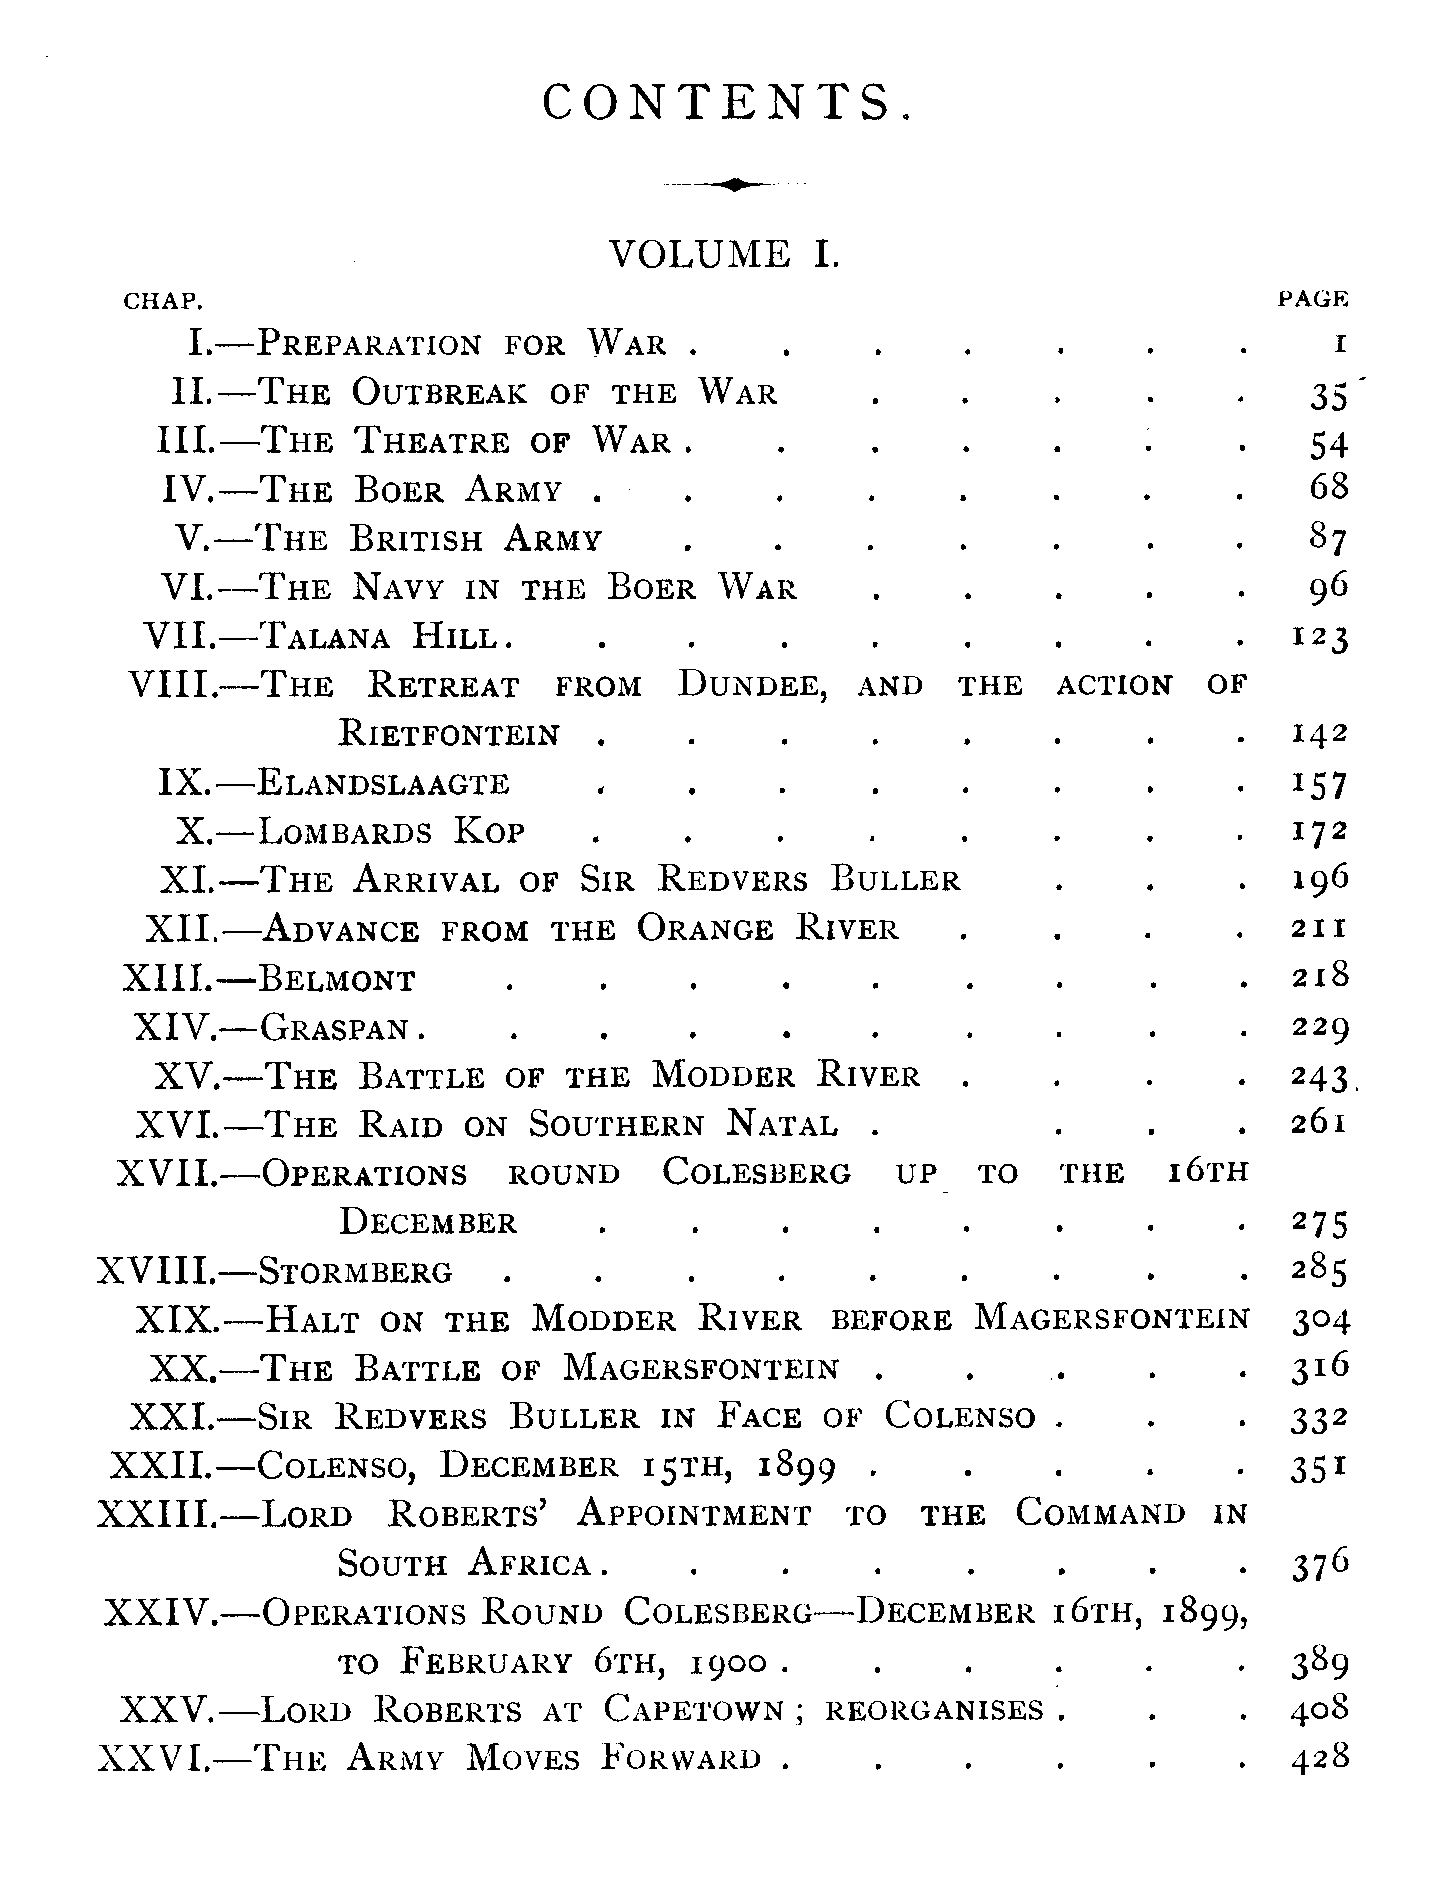 CONTENTS.
VOLUME I.
CHAP. PAGE
I.—PREPARATION FOR WAR . . . . . . . 1
II.—THE OUTBREAK OF THE WAR . . . . . 35
III.—THE THEATRE OF WAR . . . . . . . 54
IV.—THE BOER ARMY . . . . . . . . 68
V.—THE BRITISH ARMY . . . . . . . 87
VI.—THE NAVY IN THE BOER WAR . . . . . 96
VII.—TALANA HILL . . . . . . . . . 123
VIII.—THE RETREAT FROM DUNDEE, AND THE ACTION OF
RIETFONTEIN . . . . . . . . 142
IX.—ELANDSLAAGTE . . . . . . . . 157
X.—LOMBARDS KOP . . . . . . . . 172
XI.—THE ARRIVAL OF SIR REDVERS BULLER . . . 196
XII.—ADVANCE FROM THE ORANGE RIVER . . . . 211
XIII.—BELMONT . . . . . . . . . 218
XIV.—GRASPAN . . . . . . . . . . 229
XV.—THE BATTLE OF THE MODDER RIVER . . . . 243
XVI.—THE RAID ON SOUTHERN NATAL . . . . 261
XVII.—OPERATIONS ROUND COLESBERG UP TO THE 16TH
DECEMBER . . . . . . . . 275
XVIII.—STORMBERG . . . . . . . . . 285
XIX.—HALT ON THE MODDER RIVER BEFORE MAGERSFONTEIN 304
XX.—THE BATTLE OF MAGERSFONTEIN . . . . . 316
XXI.—SIR REDVERS BULLER IN FACE OF COLENSO . . . 332
XXII.—COLENSO, DECEMBER 15TH, 1899 . . . . . 351
XXIII.—LORD ROBERTS' APPOINTMENT TO THE COMMAND IN
SOUTH AFRICA . . . . . . . . 376
XXIV.—OPERATIONS ROUND COLESBERG—DECEMBER 16TH, 1899,
TO FEBRUARY 6TH, 1900 . . . . . . 389
XXV.—LORD ROBERTS AT CAPETOWN; REORGANISES . . . 408
XXVI.—THE ARMY MOVES FORWARD . . . . . . 428